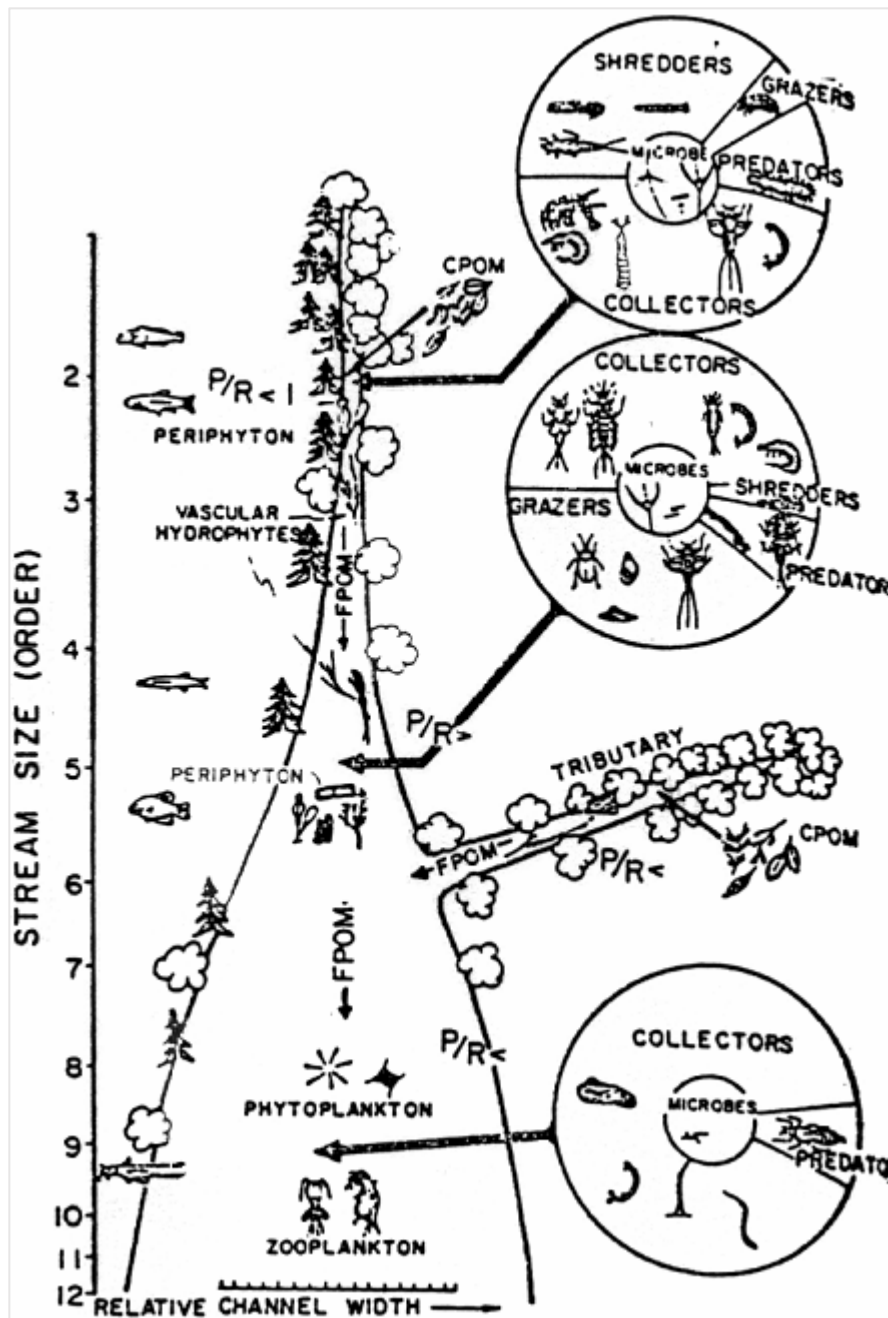 SHREDDERS
GRAZERS
MICROBE
PREDATORS
COLLECTORS
CPOM
2
P/R < 1
PERIPHYTON
COLLECTORS
MICROBES
SHREDDERS
GRAZERS
PREDATOR
3
VASCULAR
HYDROPHYTES
FPOM
STREAM SIZE (ORDER)
4
P/R >
5
PERIPHYTON
TRIBUTARY
CPOM
FPOM
P/R <
6
FPOM
7
P/R <
8
PHYTOPLANKTON
COLLECTORS
MICROBES
PREDATO
9
10
ZOOPLANKTON
11
12
RELATIVE CHANNEL WIDTH